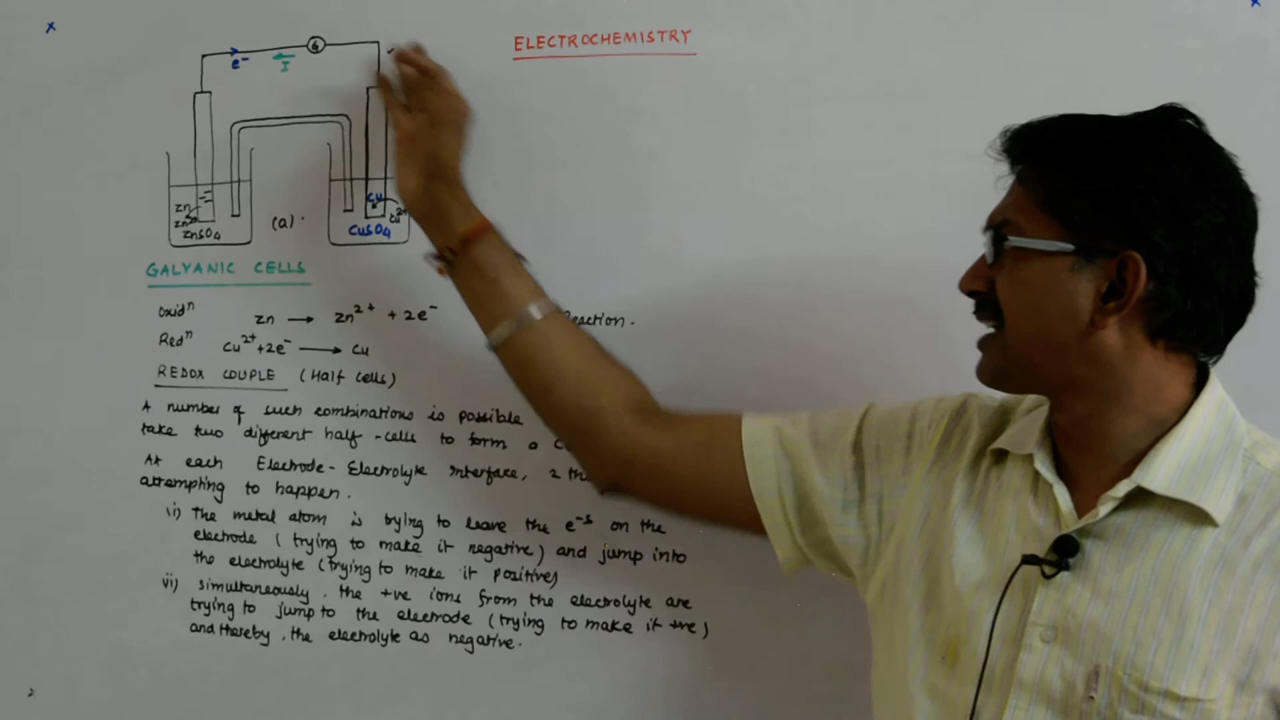 ELECTROCHEMISTRY
G
e⁻
I
Zn
Zn²⁺
ZnSO4
(a).
Cu
Cu²⁺
CuSO4
GALVANIC CELLS
Oxidⁿ Zn → Zn²⁺ + 2e⁻ Reaction.
Redⁿ Cu²⁺+2e⁻ → Cu
REDOX COUPLE (Half cells)
A number of such combinations is possible
take two different half-cells to form a
At each Electrode-Electrolyte interface, 2
attempting to happen.
i) The metal atom is trying to leave the e⁻s on the
electrode (trying to make it negative) and jump into
the electrolyte (trying to make it positive)
ii) simultaneously, the +ve ions from the electrolyte are
trying to jump to the electrode (trying to make it +ve)
and thereby, the electrolyte as negative.